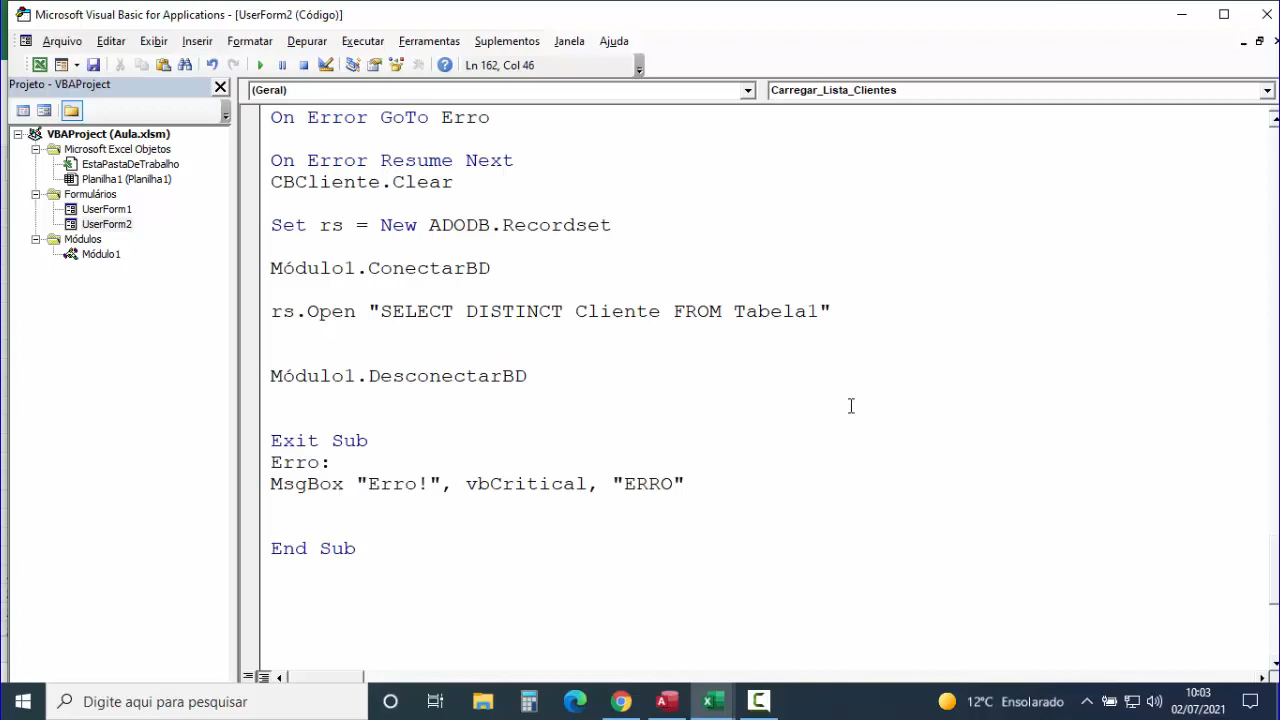 Microsoft Visual Basic for Applications - [UserForm2 (Código)]
Arquivo Editar Exibir Inserir Formatar Depurar Executar Ferramentas Suplementos Janela Ajuda
Ln 162, Col 46
Projeto - VBAProject
(Geral)
Carregar_Lista_Clientes
VBAProject (Aula.xlsm)
Microsoft Excel Objetos
EstaPastaDeTrabalho
Planilha1 (Planilha1)
Formulários
UserForm1
UserForm2
Módulos
Módulo1
On Error GoTo Erro
On Error Resume Next
CBCliente.Clear
Set rs = New ADODB.Recordset
Módulo1.ConectarBD
rs.Open "SELECT DISTINCT Cliente FROM Tabela1"
Módulo1.DesconectarBD
Exit Sub
Erro:
MsgBox "Erro!", vbCritical, "ERRO"
End Sub
Digite aqui para pesquisar
12°C Ensolarado
10:03
02/07/2021